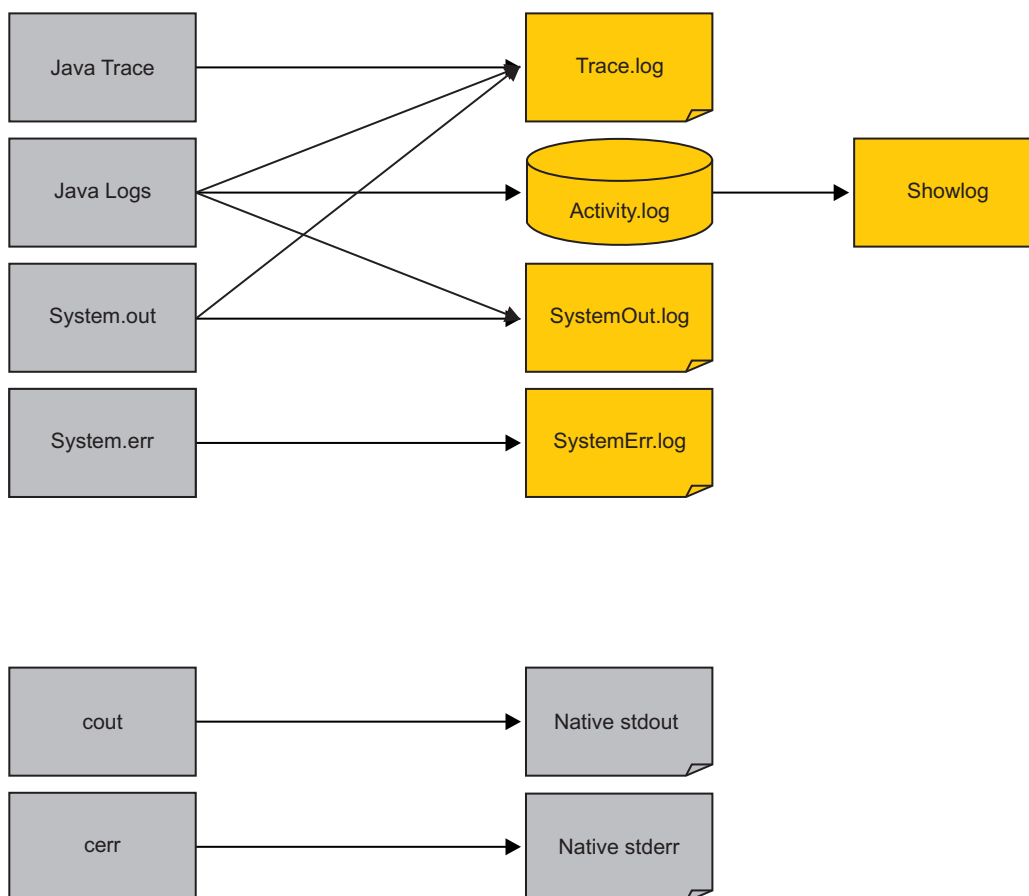 Java Trace
Trace.log
Java Logs
Activity.log
Showlog
System.out
SystemOut.log
System.err
SystemErr.log
cout
Native stdout
cerr
Native stderr